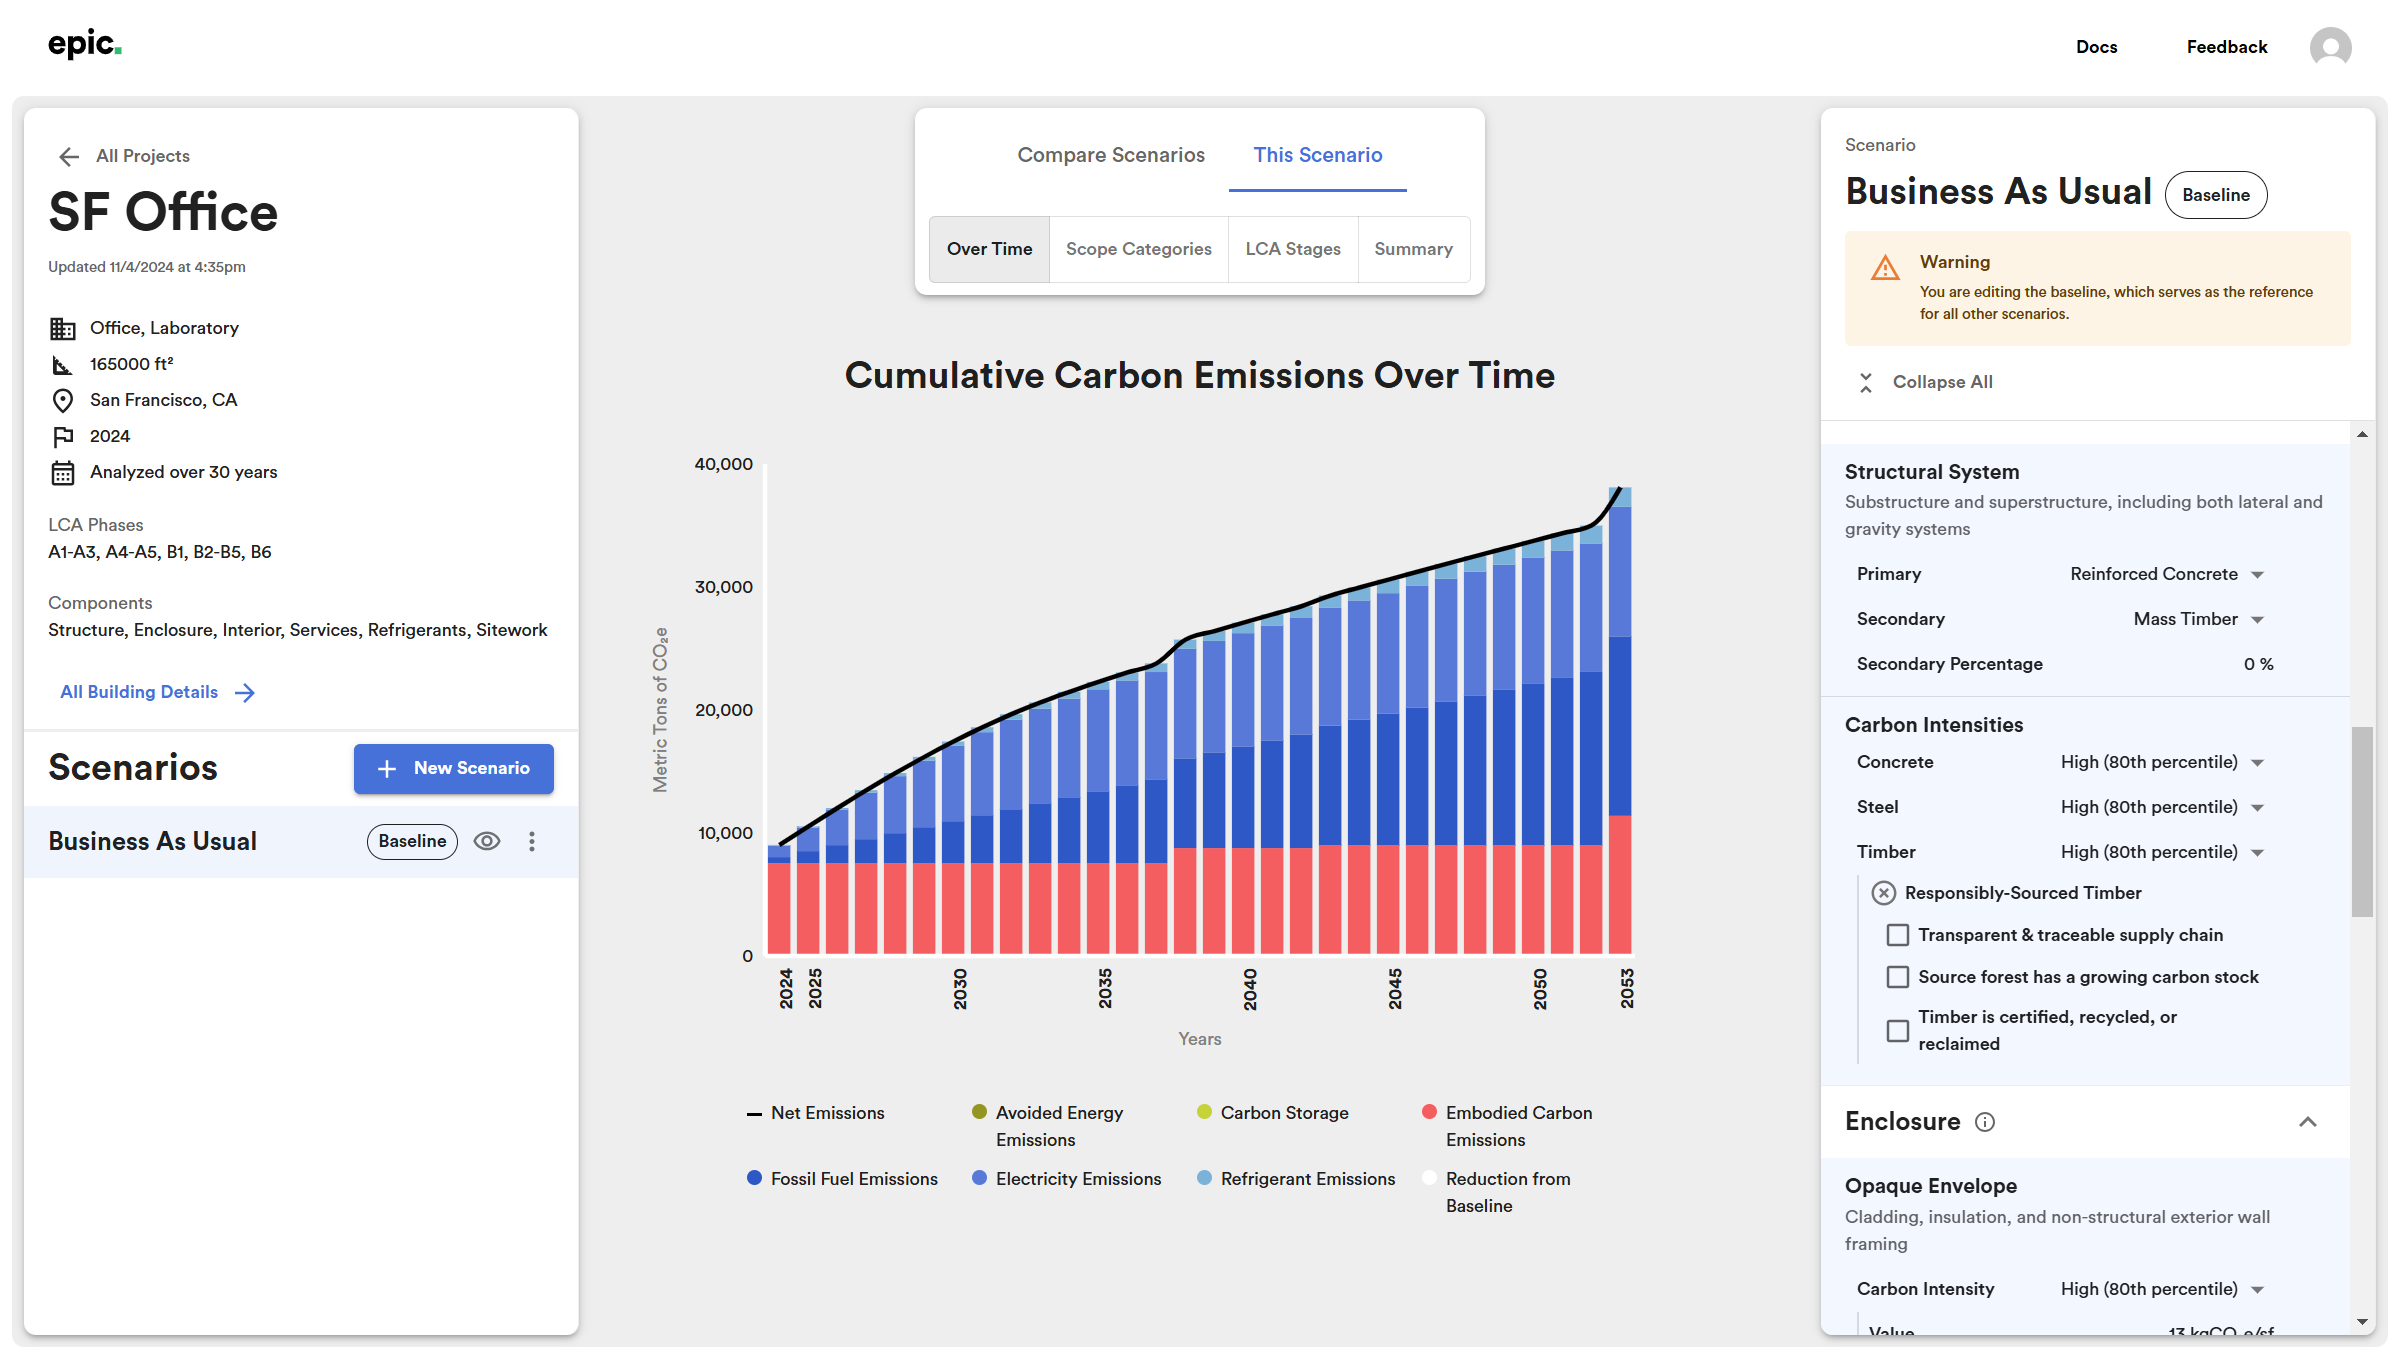 epic.
Docs
Feedback
All Projects
SF Office
Updated 11/4/2024 at 4:35pm
Office, Laboratory
165000 ft²
San Francisco, CA
2024
Analyzed over 30 years
LCA Phases
A1-A3, A4-A5, B1, B2-B5, B6
Components
Structure, Enclosure, Interior, Services, Refrigerants, Sitework
All Building Details
Scenarios
New Scenario
Business As Usual
Baseline
Compare Scenarios
This Scenario
Over Time
Scope Categories
LCA Stages
Summary
Cumulative Carbon Emissions Over Time
Metric Tons of CO₂e
40,000
30,000
20,000
10,000
0
2024
2025
2030
2035
2040
2045
2050
2053
Years
Net Emissions
Avoided Energy
Emissions
Carbon Storage
Embodied Carbon
Emissions
Fossil Fuel Emissions
Electricity Emissions
Refrigerant Emissions
Reduction from
Baseline
Scenario
Business As Usual
Baseline
Warning
You are editing the baseline, which serves as the reference
for all other scenarios.
Collapse All
Structural System
Substructure and superstructure, including both lateral and
gravity systems
Primary
Reinforced Concrete
Secondary
Mass Timber
Secondary Percentage
0 %
Carbon Intensities
Concrete
High (80th percentile)
Steel
High (80th percentile)
Timber
High (80th percentile)
Responsibly-Sourced Timber
Transparent & traceable supply chain
Source forest has a growing carbon stock
Timber is certified, recycled, or
reclaimed
Enclosure
Opaque Envelope
Cladding, insulation, and non-structural exterior wall
framing
Carbon Intensity
High (80th percentile)
Value
13 kgCO₂e/sf